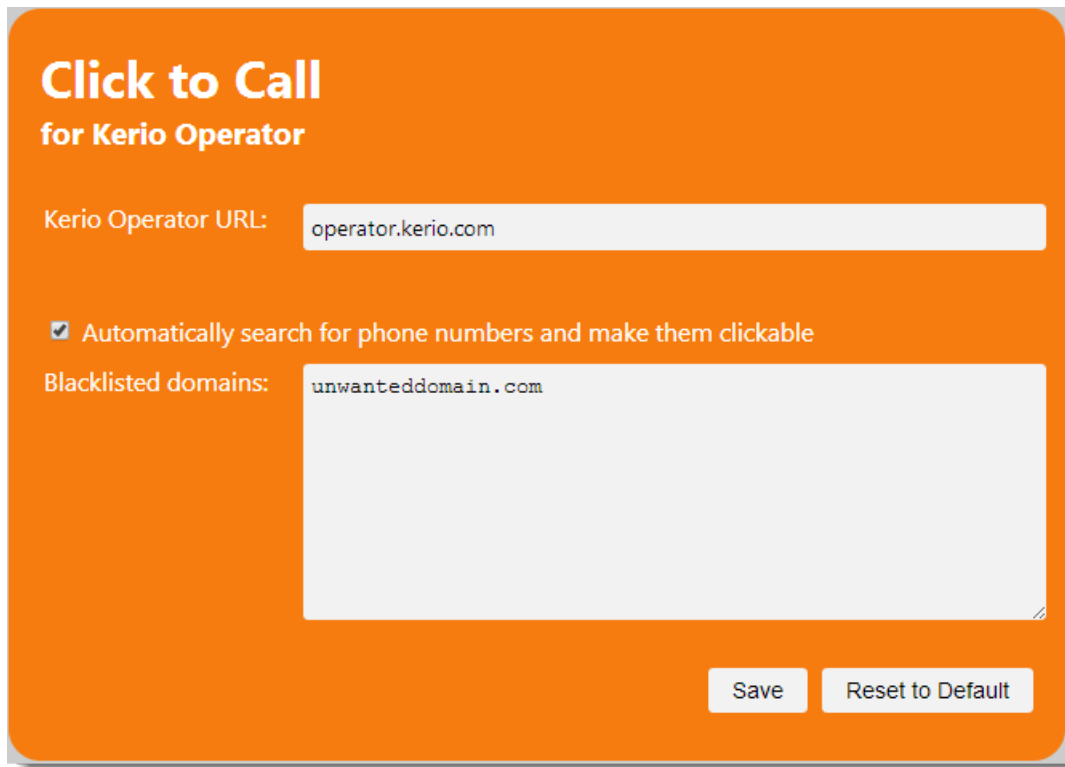 Click to Call
for Kerio Operator
Kerio Operator URL: operator.kerio.com
Automatically search for phone numbers and make them clickable
Blacklisted domains: unwanteddomain.com
Save Reset to Default